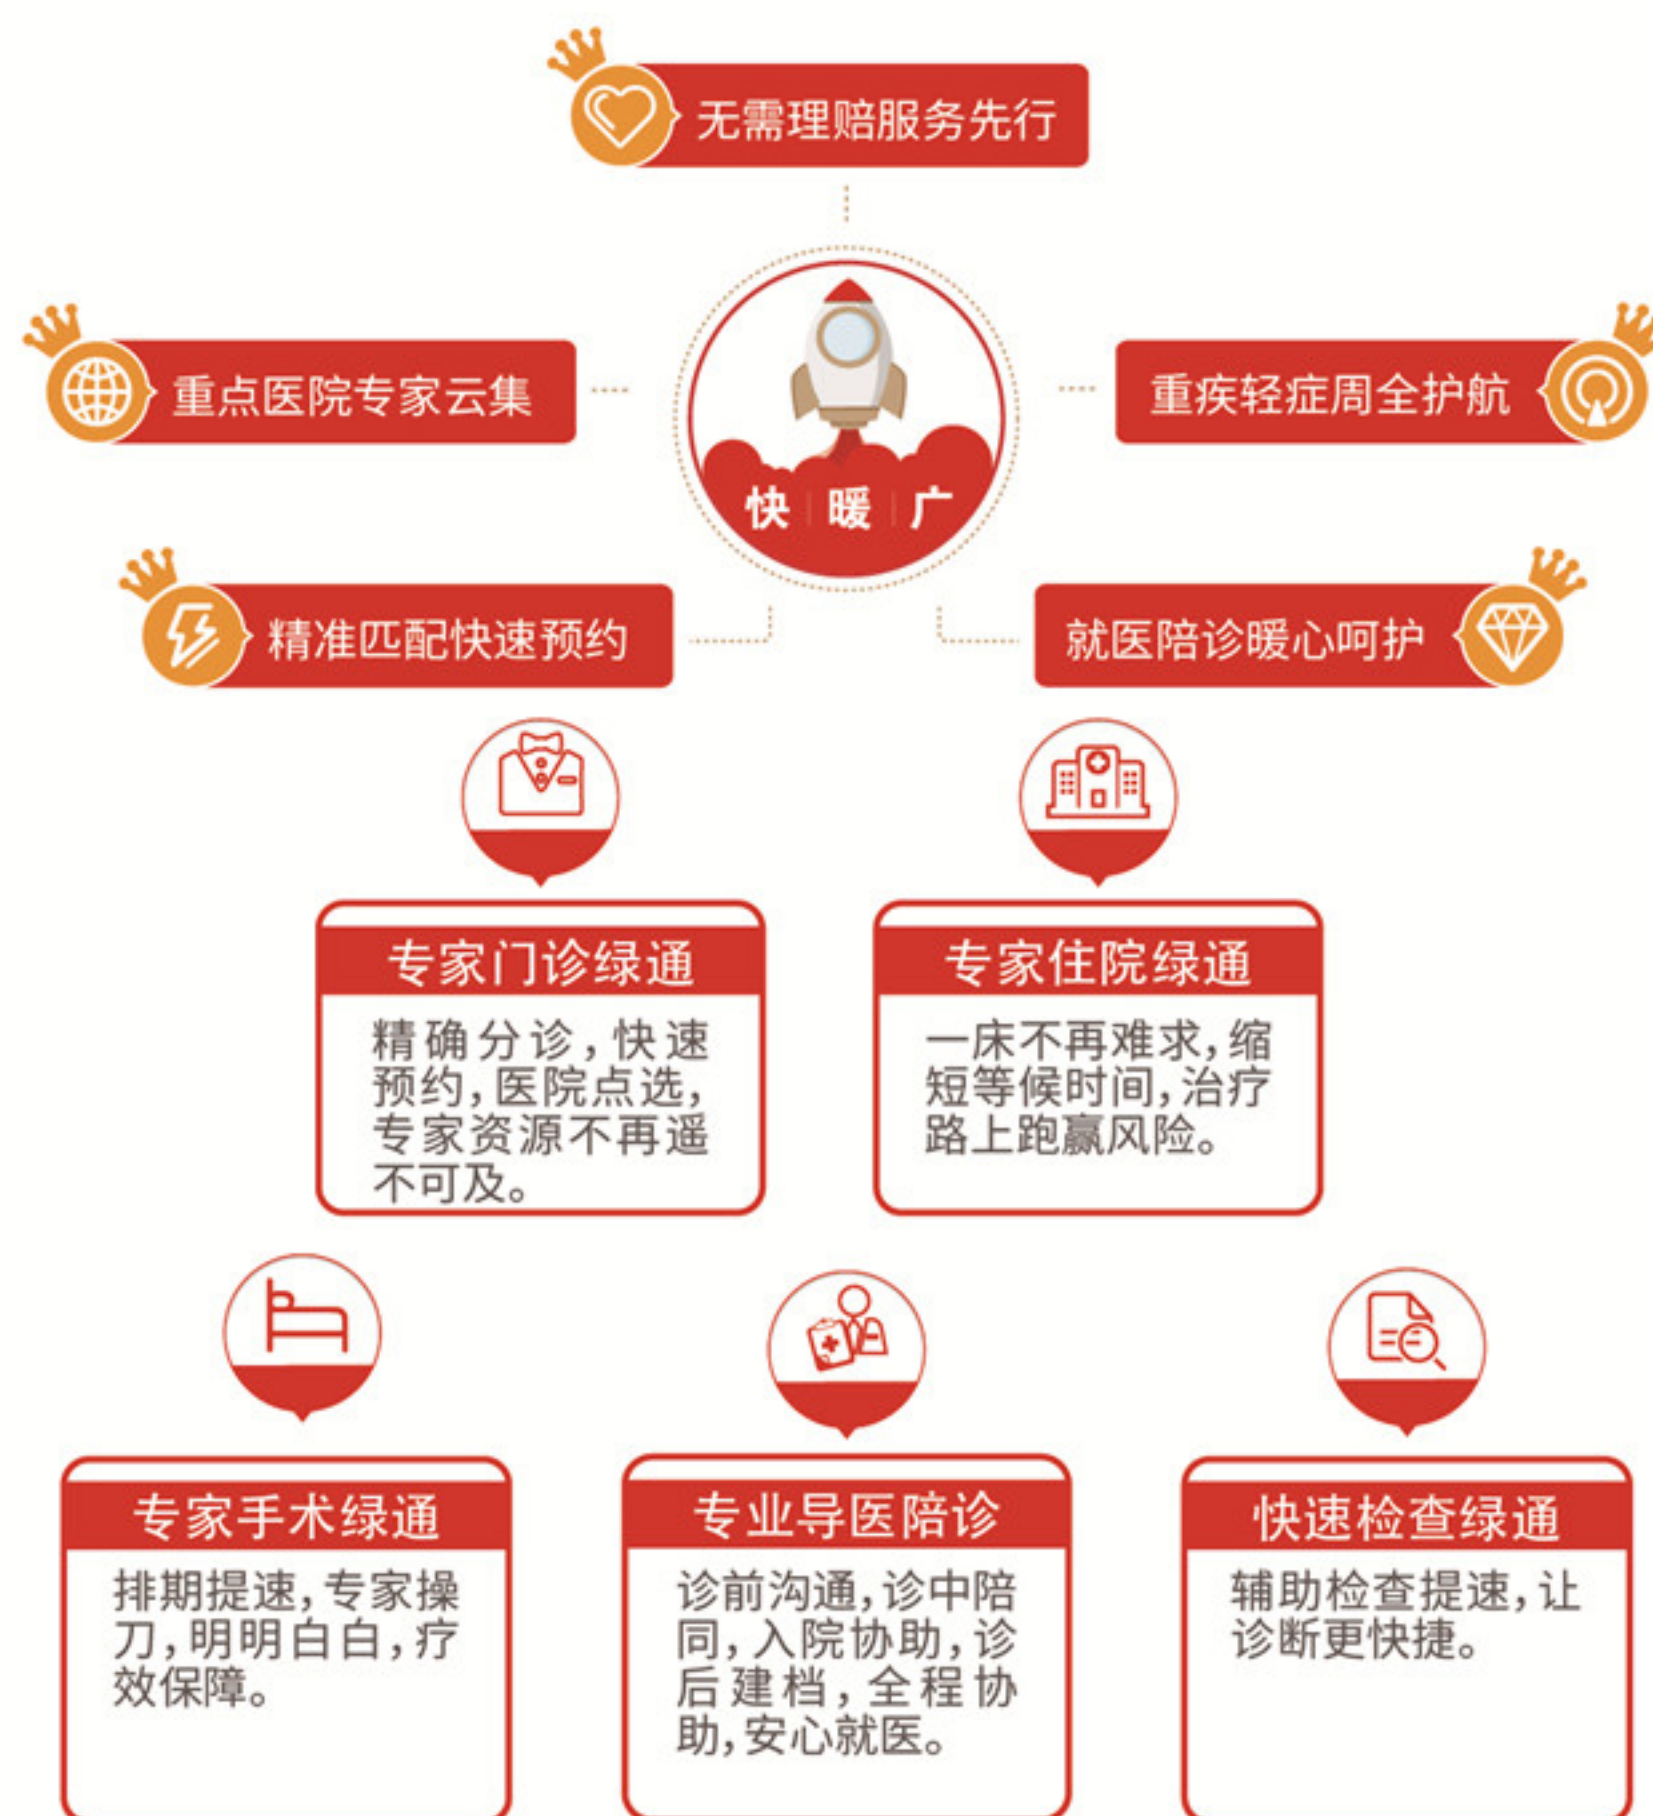 无需理赔服务先行
重点医院专家云集
重疾轻症周全护航
快 暖 广
精准匹配快速预约
就医陪诊暖心呵护
专家门诊绿通
精确分诊,快速
预约,医院点选,
专家资源不再遥
不可及。
专家住院绿通
一床不再难求,缩
短等候时间,治疗
路上跑赢风险。
专家手术绿通
排期提速,专家操
刀,明明白白,疗
效保障。
专业导医陪诊
诊前沟通,诊中陪
同,入院协助,诊
后建档,全程协
助,安心就医。
快速检查绿通
辅助检查提速,让
诊断更快捷。